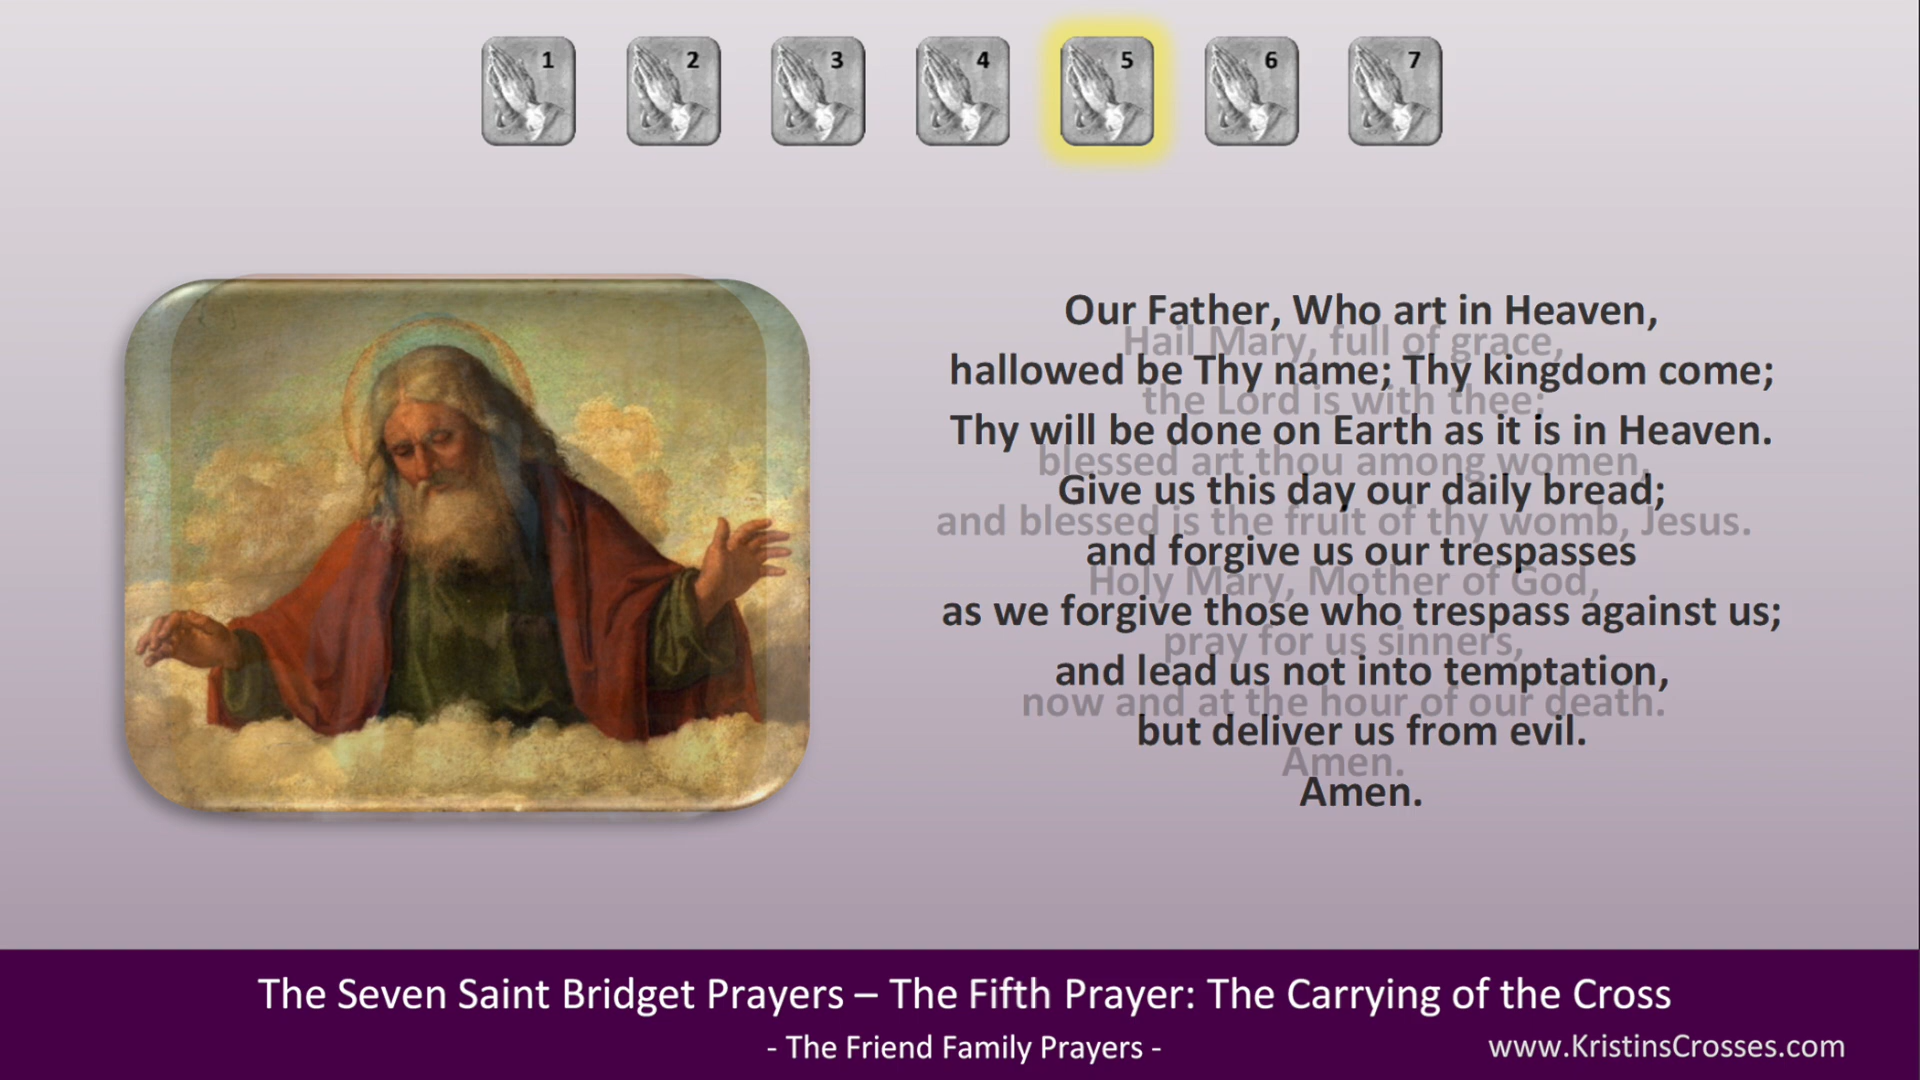 1 2 3 4 5 6 7
Our Father, Who art in Heaven,
hallowed be Thy name; Thy kingdom come;
Thy will be done on Earth as it is in Heaven.
Give us this day our daily bread;
and forgive us our trespasses
as we forgive those who trespass against us;
and lead us not into temptation,
but deliver us from evil.
Amen.
Hail Mary, full of grace,
the Lord is with thee;
blessed art thou among women,
and blessed is the fruit of thy womb, Jesus.
Holy Mary, Mother of God,
pray for us sinners,
now and at the hour of our death.
Amen.
The Seven Saint Bridget Prayers – The Fifth Prayer: The Carrying of the Cross
- The Friend Family Prayers -
www.KristinsCrosses.com